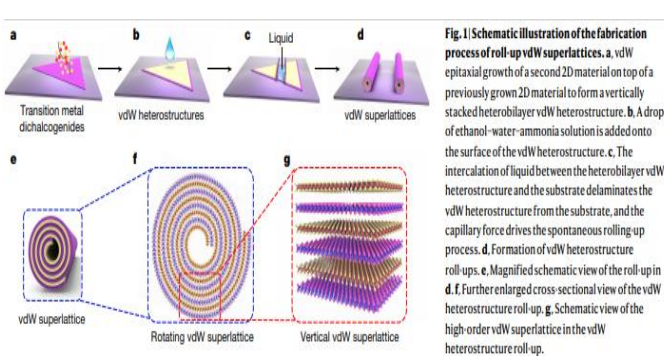 a
b
c
Liquid
d
Transition metal
dichalcogenides
vdW heterostructures
vdW superlattices
e
f
g
vdW superlattice
Rotating vdW superlattice
Vertical vdW superlattice
Fig. 1 | Schematic illustration of the fabrication
process of roll-up vdW superlattices. a, vdW
epitaxial growth of a second 2D material on top of a
previously grown 2D material to form a vertically
stacked heterobilayer vdW heterostructure. b, A drop
of ethanol–water–ammonia solution is added onto
the surface of the vdW heterostructure. c, The
intercalation of liquid between the heterobilayer vdW
heterostructure and the substrate delaminates the
vdW heterostructure from the substrate, and the
capillary force drives the spontaneous rolling-up
process. d, Formation of vdW heterostructure
roll-ups. e, Magnified schematic view of the roll-up in
d. f, Further enlarged cross-sectional view of the vdW
heterostructure roll-up. g, Schematic view of the
high-order vdW superlattice in the vdW
heterostructure roll-up.